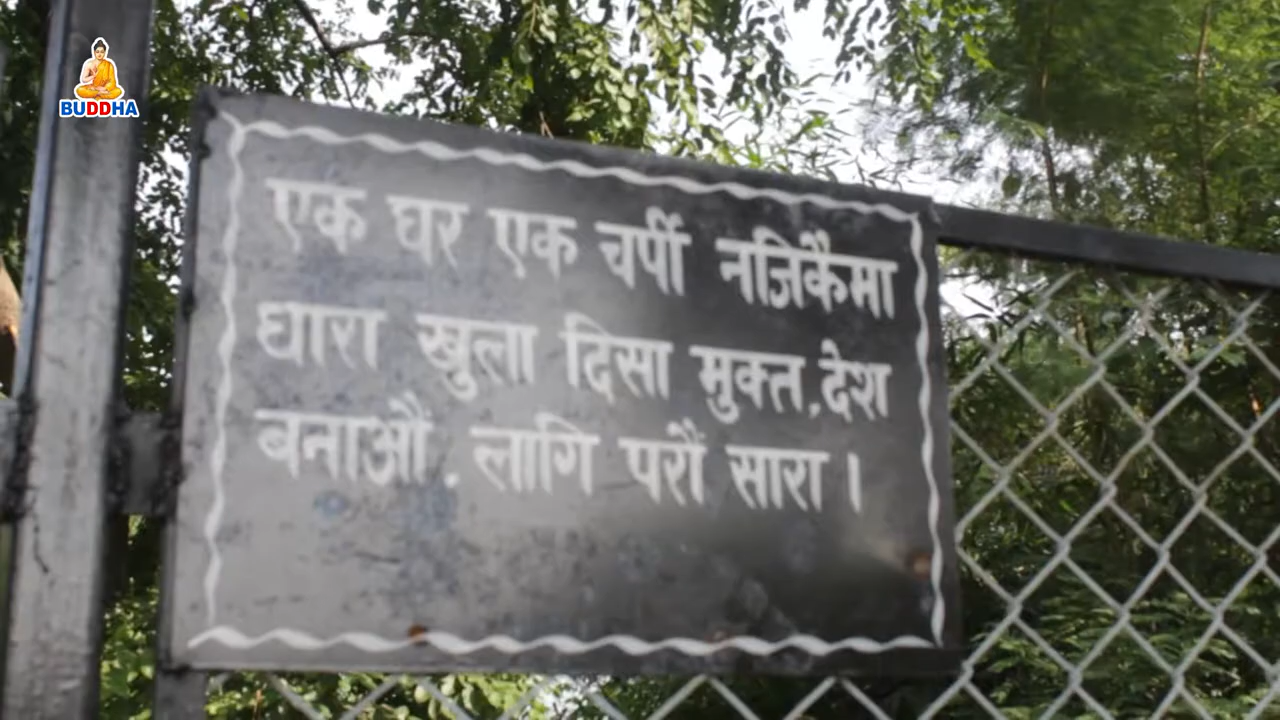 BUDDHA
एक घर एक चर्पी नजिकैमा
धारा खुला दिसा मुक्त,देश
बनाऔं. लागि परौं सारा ।